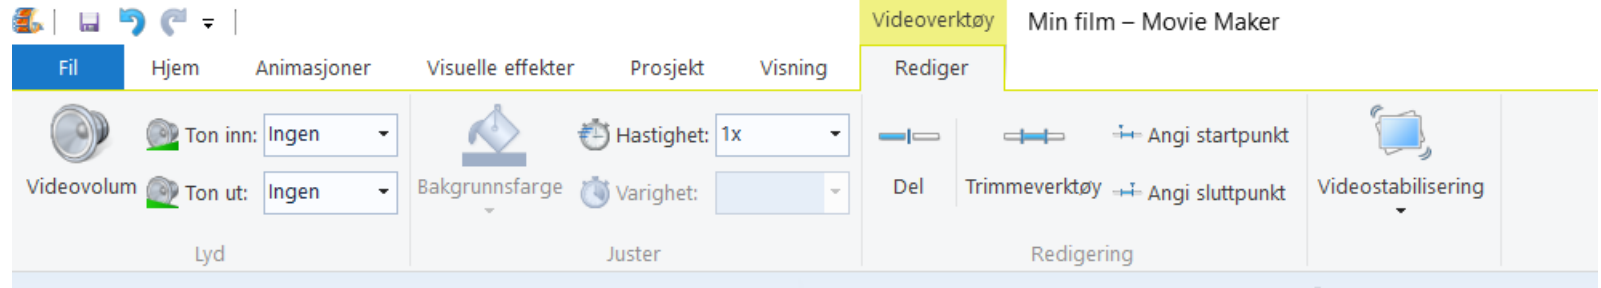 Videoverktøy Min film – Movie Maker
Fil Hjem Animasjoner Visuelle effekter Prosjekt Visning Rediger
Ton inn: Ingen Hastighet: 1x Angi startpunkt
Videovolum Ton ut: Ingen Bakgrunnsfarge Varighet: Del Trimmeverktøy Angi sluttpunkt Videostabilisering
Lyd Juster Redigering